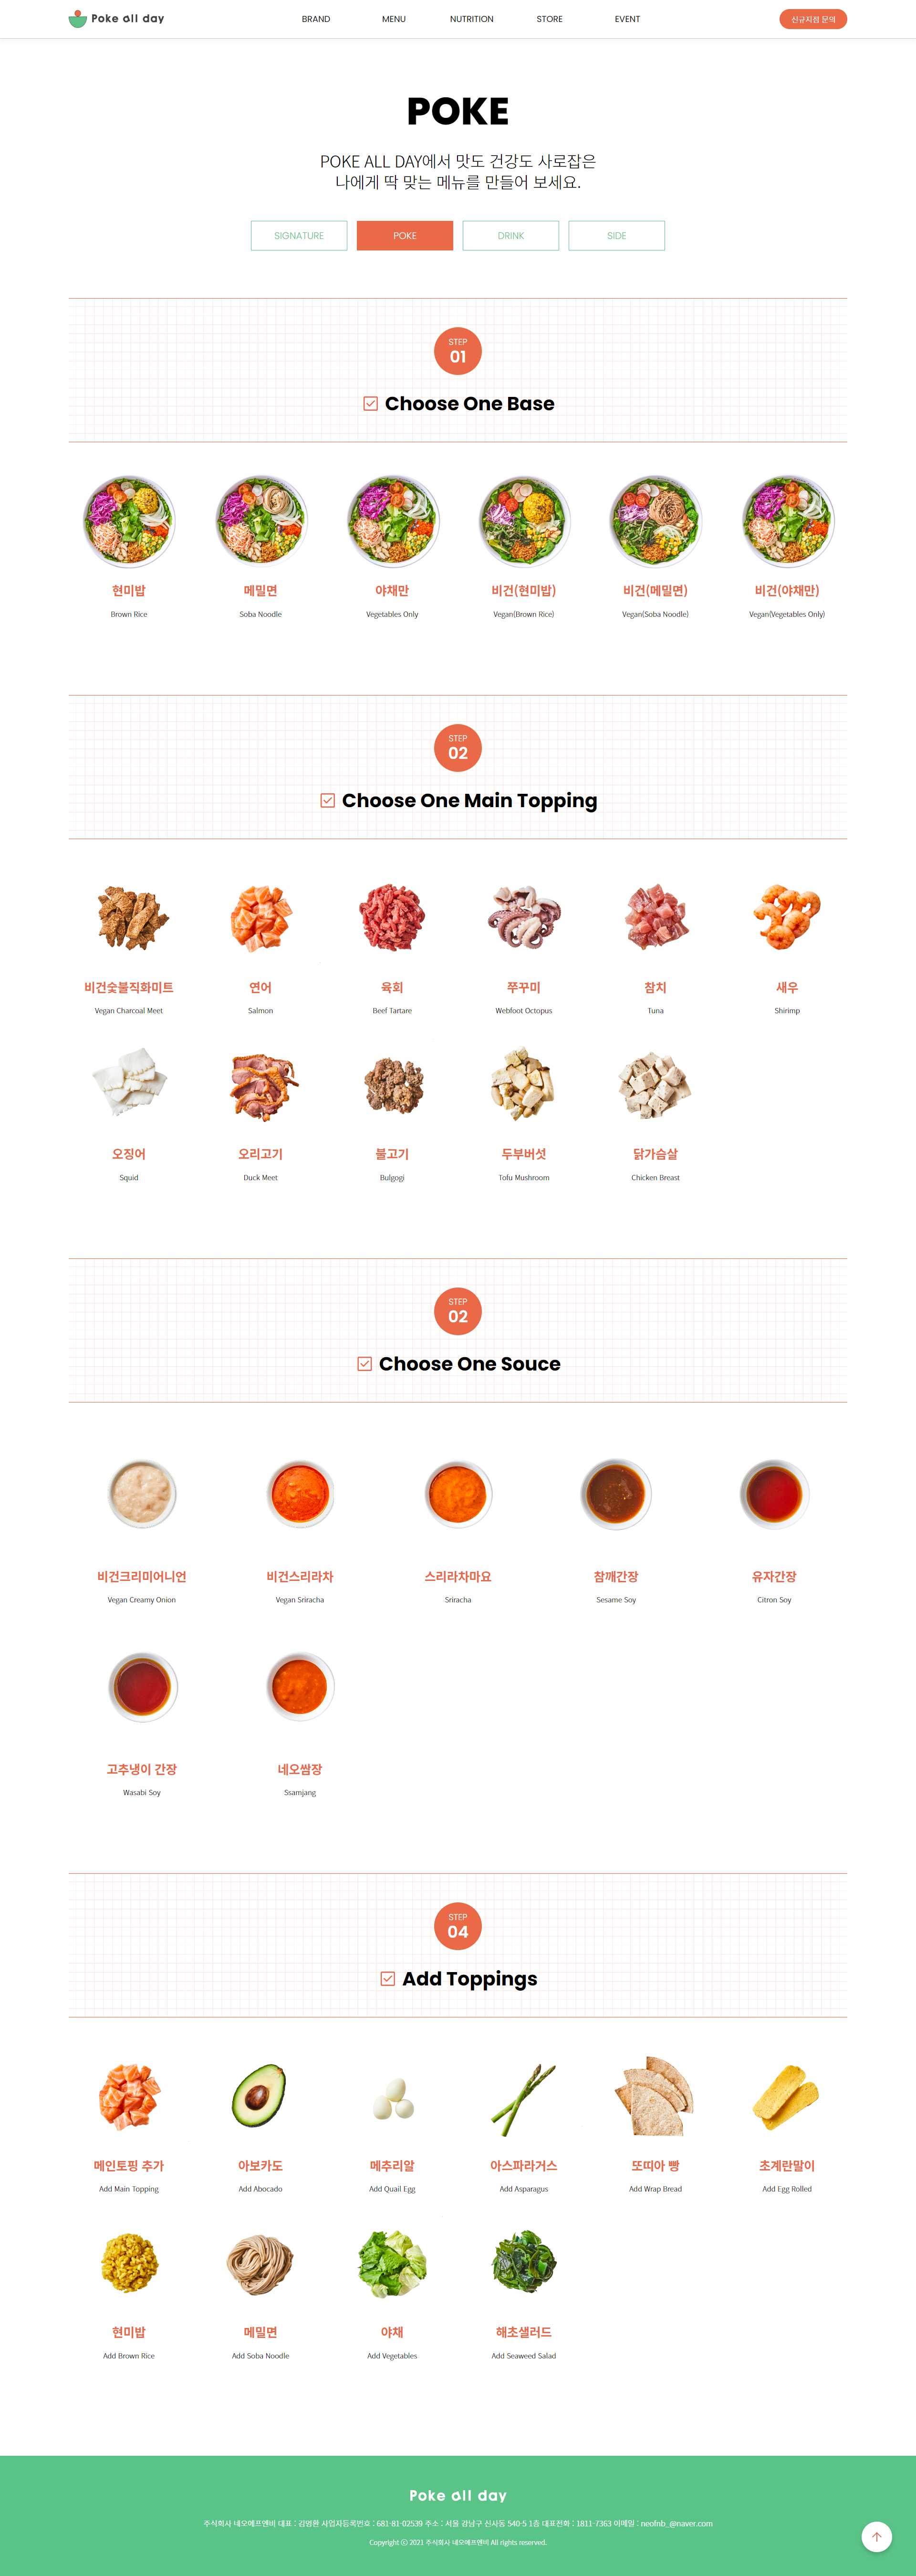 Poke all day
BRAND MENU NUTRITION STORE EVENT
신규지점 문의
POKE
POKE ALL DAY에서 맛도 건강도 사로잡은
나에게 딱 맞는 메뉴를 만들어 보세요.
SIGNATURE POKE DRINK SIDE
STEP
01
Choose One Base
현미밥 메밀면 야채만 비건(현미밥) 비건(메밀면) 비건(야채만)
Brown Rice Soba Noodle Vegetables Only Vegan(Brown Rice) Vegan(Soba Noodle) Vegan(Vegetables Only)
STEP
02
Choose One Main Topping
비건숯불직화미트 연어 육회 쭈꾸미 참치 새우
Vegan Charcoal Meet Salmon Beef Tartare Webfoot Octopus Tuna Shirimp
오징어 오리고기 불고기 두부버섯 닭가슴살
Squid Duck Meet Bulgogi Tofu Mushroom Chicken Breast
STEP
02
Choose One Souce
비건크리미어니언 비건스리라차 스리라차마요 참깨간장 유자간장
Vegan Creamy Onion Vegan Sriracha Sriracha Sesame Soy Citron Soy
고추냉이 간장 네오쌈장
Wasabi Soy Ssamjang
STEP
04
Add Toppings
메인토핑 추가 아보카도 메추리알 아스파라거스 또띠아 빵 초계란말이
Add Main Topping Add Abocado Add Quail Egg Add Asparagus Add Wrap Bread Add Egg Rolled
현미밥 메밀면 야채 해초샐러드
Add Brown Rice Add Soba Noodle Add Vegetables Add Seaweed Salad
Poke all day
주식회사 네오에프앤비 대표 : 김영환 사업자등록번호 : 681-81-02539 주소 : 서울 강남구 신사동 540-5 1층 대표전화 : 1811-7363 이메일 : neofnb_@naver.com
Copyright ⓒ 2021 주식회사 네오에프앤비 All rights reserved.